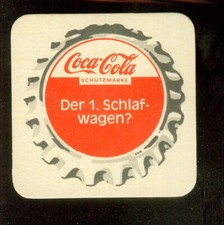 Coca-Cola
SCHUTZMARKE
Der 1. Schlaf-
wagen?